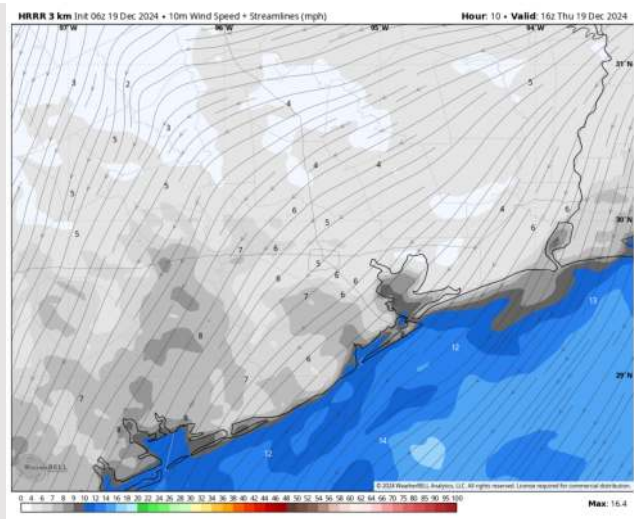 HRRR 3 km Init 06z 19 Dec 2024 • 10m Wind Speed + Streamlines (mph) Hour: 10 • Valid: 16z Thu 19 Dec 2024
97°W 96°W 95°W 94°W
31°N
3 2 4 5
3
5
4 4
5 5
6 4 6
5 5 6
7 6
5
6 6 6
7 6
13
8 12
6
29°N
7
7
8
8
14
12
30°N
WeatherBELL
© 2024 WeatherBELL Analytics, LLC. All rights reserved. License required for commercial distribution.
0 2 4 6 7 8 9 10 12 14 16 18 20 21 22 24 26 28 30 32 34 36 38 40 42 44 46 48 50 52 54 56 58 60 62 64 66 70 75 80 85 90 95 100
Max: 16.4